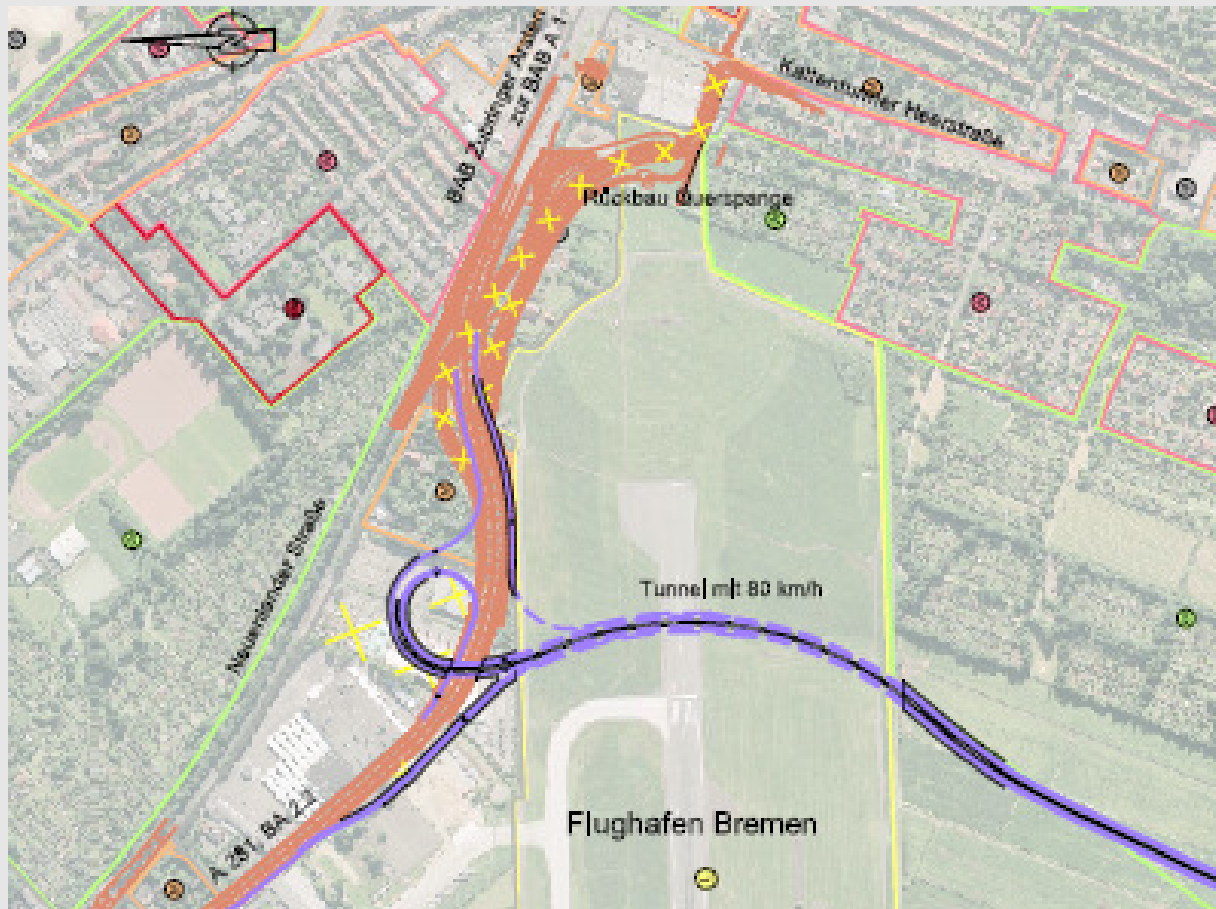 BAB Zubringer Arsten
zur BAB A 1
Kattenturmer Heerstraße
Rückbau Querspange
Neuenlander Straße
Tunnel mit 80 km/h
A 281, BA 2.2
Flughafen Bremen